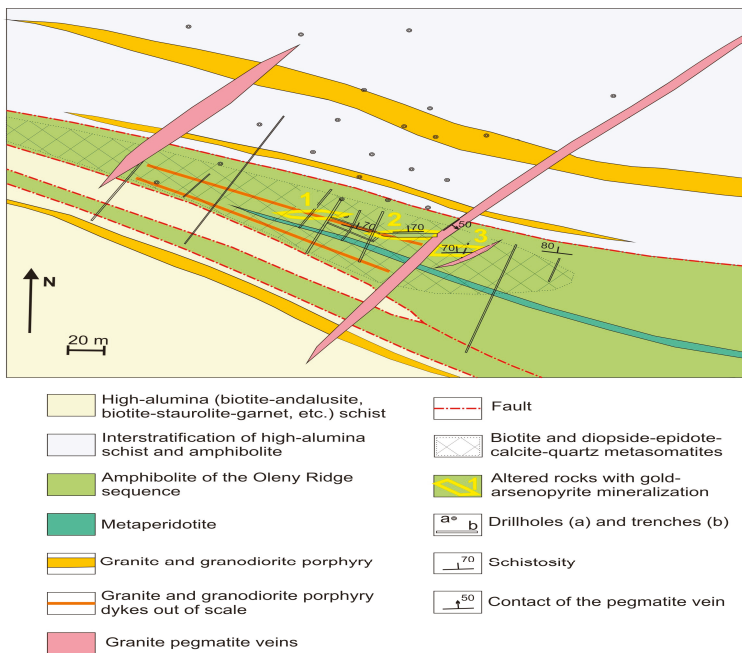 1
70
2
70
50
3
70
80
N
20 m
High-alumina (biotite-andalusite,
biotite-staurolite-garnet, etc.) schist
Interstratification of high-alumina
schist and amphibolite
Amphibolite of the Oleny Ridge
sequence
Metaperidotite
Granite and granodiorite porphyry
Granite and granodiorite porphyry
dykes out of scale
Granite pegmatite veins
Fault
Biotite and diopside-epidote-
calcite-quartz metasomatites
1
Altered rocks with gold-
arsenopyrite mineralization
a
b
Drillholes (a) and trenches (b)
70
Schistosity
50
Contact of the pegmatite vein